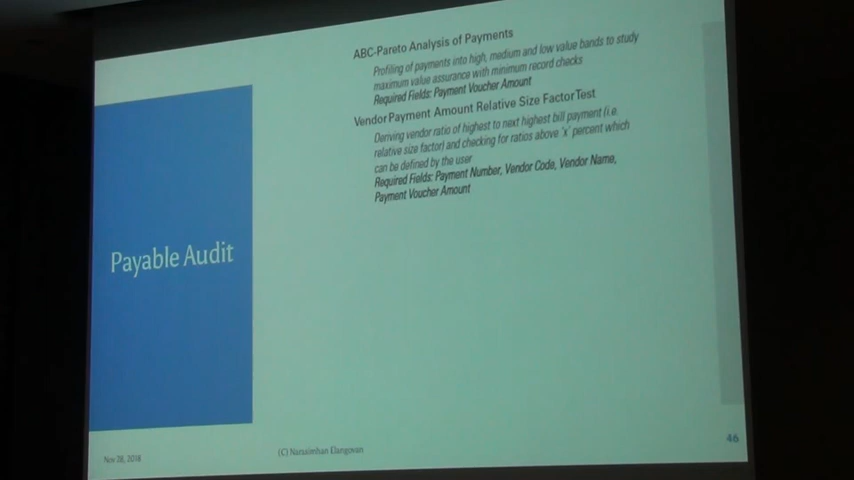 ABC-Pareto Analysis of Payments
Profiling of payments into high, medium and low value bands to study
maximum value assurance with minimum record checks
Required Fields: Payment Voucher Amount
Vendor Payment Amount Relative Size Factor Test
Deriving vendor ratio of highest to next highest bill payment (i.e.
relative size factor) and checking for ratios above 'x' percent which
can be defined by the user
Required Fields: Payment Number, Vendor Code, Vendor Name,
Payment Voucher Amount
Payable Audit
Nov 28, 2018
(C) Narasimhan Elangovan
46